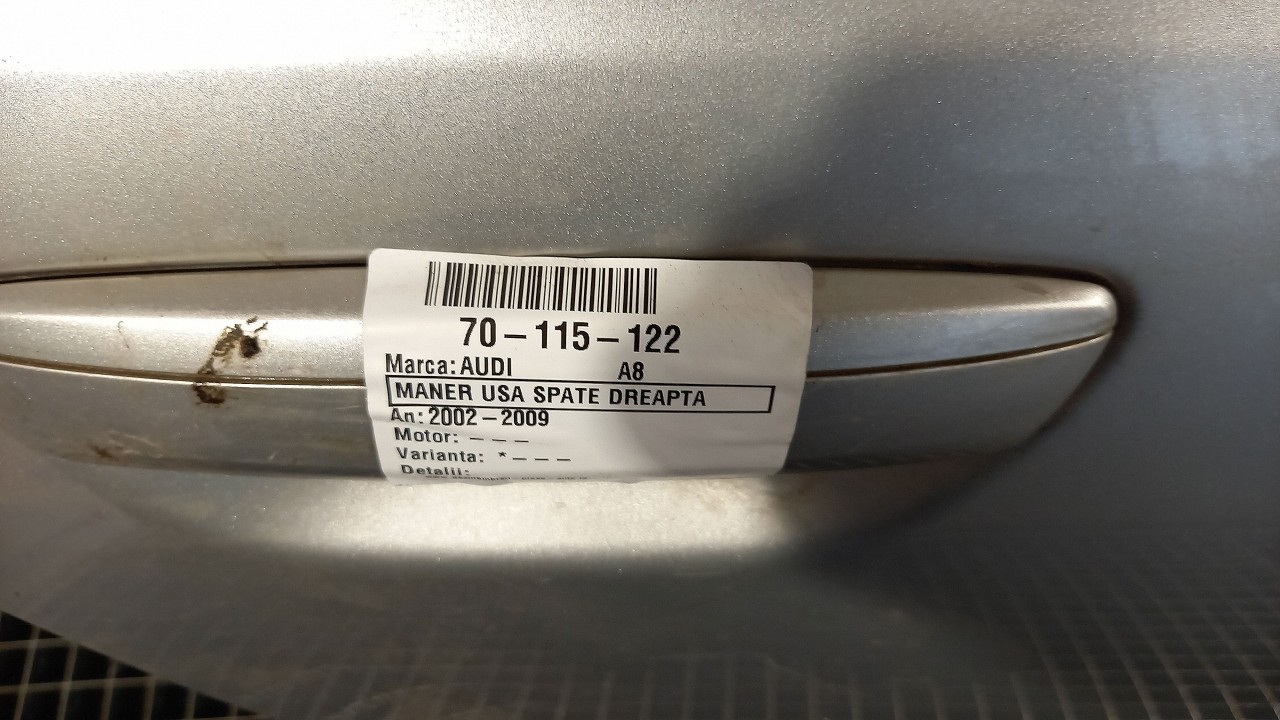 70-115-122
Marca: AUDI A8
MANER USA SPATE DREAPTA
An: 2002-2009
Motor: ---
Varianta: *---
Detalii: